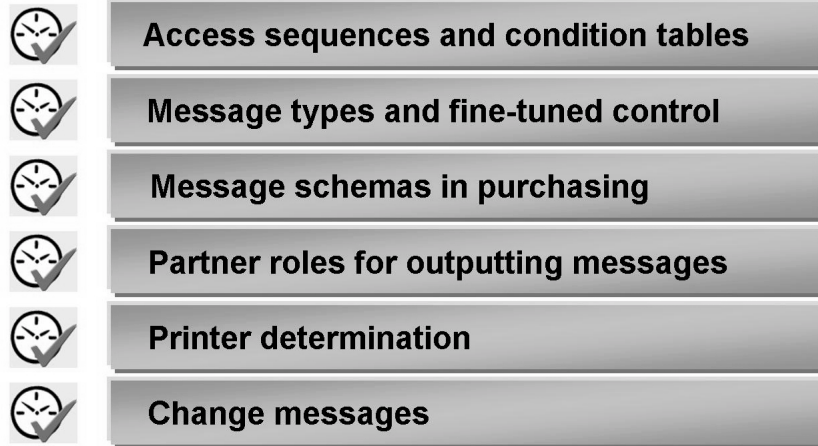 Access sequences and condition tables
Message types and fine-tuned control
Message schemas in purchasing
Partner roles for outputting messages
Printer determination
Change messages